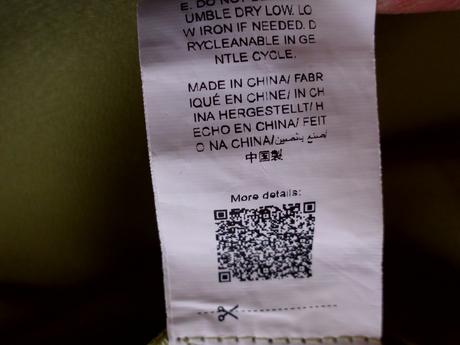 E. DO NOT
UMBLE DRY LOW. LO
W IRON IF NEEDED. D
RYCLEANABLE IN GE
NTLE CYCLE.
MADE IN CHINA/ FABR
IQUÉ EN CHINE/ IN CH
INA HERGESTELLT/ H
ECHO EN CHINA/ FEIT
O NA CHINA/صنع بالصين
中国製
More details: